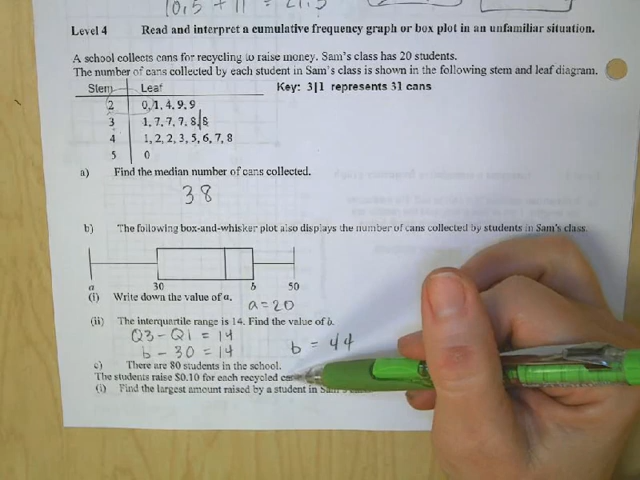 10.5 + 11 = 21.5
Level 4 Read and interpret a cumulative frequency graph or box plot in an unfamiliar situation.
A school collects cans for recycling to raise money. Sam's class has 20 students.
The number of cans collected by each student in Sam's class is shown in the following stem and leaf diagram.
Stem Leaf Key: 3|1 represents 31 cans
2 0, 1, 4, 9, 9
3 1, 7, 7, 7, 8, 8
4 1, 2, 2, 3, 5, 6, 7, 8
5 0
a) Find the median number of cans collected.
38
b) The following box-and-whisker plot also displays the number of cans collected by students in Sam's class.
a 30 b 50
(i) Write down the value of a. a = 20
(ii) The interquartile range is 14. Find the value of b.
Q3 - Q1 = 14
b - 30 = 14 b = 44
c) There are 80 students in the school.
The students raise $0.10 for each recycled
(i) Find the largest amount raised by a student in